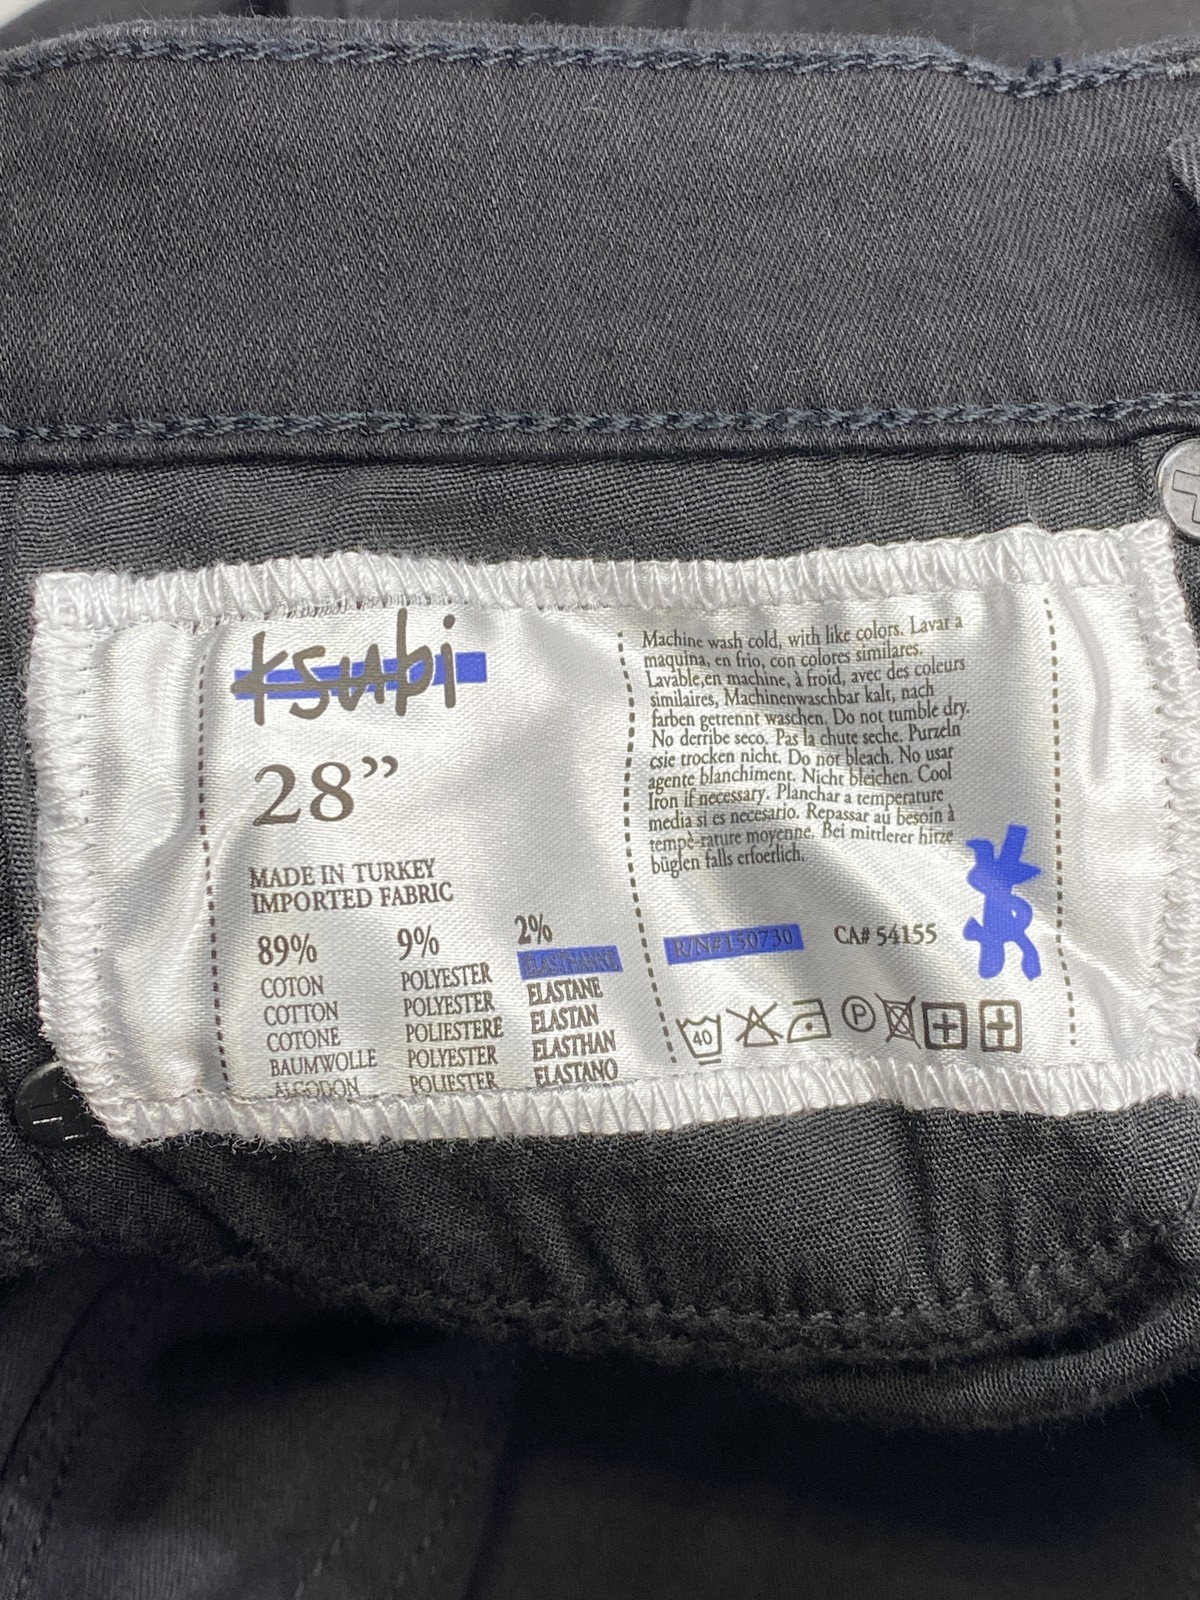 ksubi
28”
MADE IN TURKEY
IMPORTED FABRIC
89%
COTON
COTTON
COTONE
BAUMWOLLE
ALGODON
9%
POLYESTER
POLYESTER
POLIESTERE
POLYESTER
POLIESTER
2%
ELASTHANNE
ELASTANE
ELASTAN
ELASTHAN
ELASTANO
Machine wash cold, with like colors. Lavar a
maquina, en frio, con colores similares.
Lavable,en machine, à froid, avec des couleurs
similaires, Machinenwaschbar kalt, nach
farben getrennt waschen. Do not tumble dry.
No derribe seco. Pas la chute seche. Purzeln
csie trocken nicht. Do not bleach. No usar
agente blanchiment. Nicht bleichen. Cool
Iron if necessary. Planchar a temperature
media si es necesario. Repassar au besoin à
tempè-rature moyenne. Bei mittlerer hitze
büglen falls erfoerlich.
R/N#150730 CA# 54155
40 P